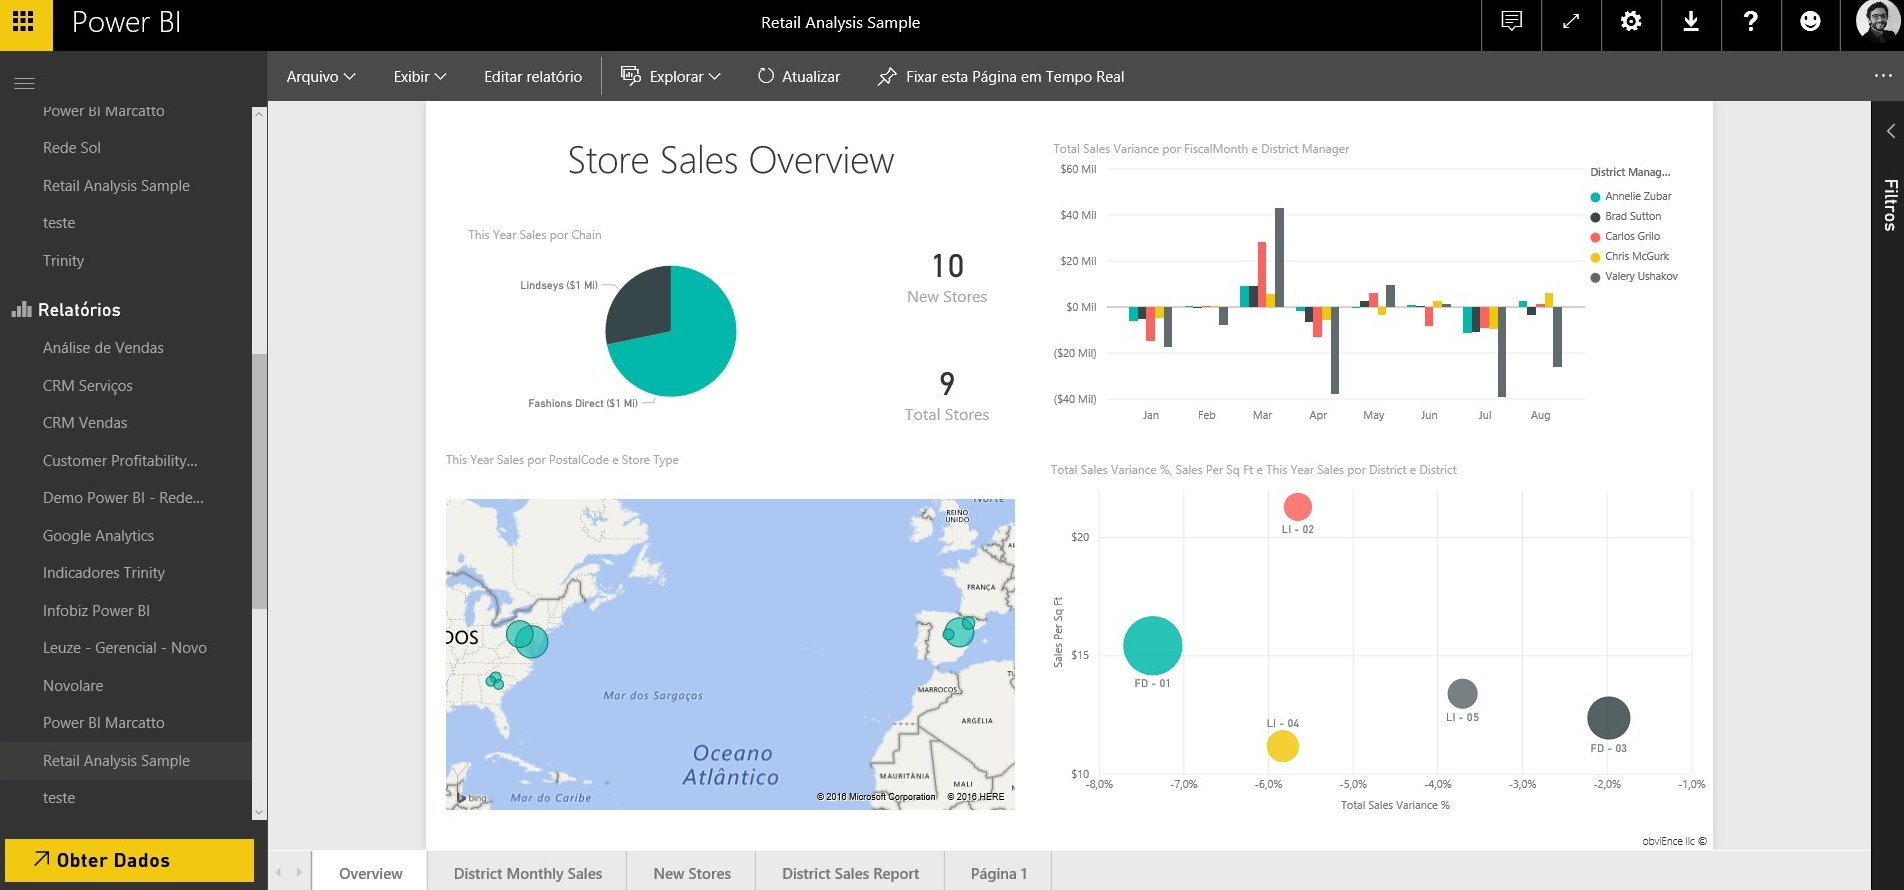 Power BI
Retail Analysis Sample
?
Arquivo
Exibir
Editar relatório
Explorar
Atualizar
Fixar esta Página em Tempo Real
Power BI Marcatto
Rede Sol
Retail Analysis Sample
teste
Trinity
Relatórios
Análise de Vendas
CRM Serviços
CRM Vendas
Customer Profitability...
Demo Power BI - Rede...
Google Analytics
Indicadores Trinity
Infobiz Power BI
Leuze - Gerencial - Novo
Novolare
Power BI Marcatto
Retail Analysis Sample
teste
Obter Dados
Store Sales Overview
This Year Sales por Chain
Lindseys ($1 Mi)
Fashions Direct ($1 Mi)
10
New Stores
9
Total Stores
Total Sales Variance por FiscalMonth e District Manager
$60 Mil
$40 Mil
$20 Mil
$0 Mil
($20 Mil)
($40 Mil)
Jan Feb Mar Apr May Jun Jul Aug
District Manag...
Annelie Zubar
Brad Sutton
Carlos Grilo
Chris McGurk
Valery Ushakov
This Year Sales por PostalCode e Store Type
REINO
UNIDO
FRANÇA
DOS
Mar dos Sargaços
MARROCOS
ARGÉLIA
Oceano
Atlântico
MAURITÂNIA
MALI
bing
Mar do Caribe
© 2016 Microsoft Corporation © 2016 HERE
Total Sales Variance %, Sales Per Sq Ft e This Year Sales por District e District
Sales Per Sq Ft
$20
$15
$10
LI - 02
FD - 01
LI - 04
LI - 05
FD - 03
-8,0% -7,0% -6,0% -5,0% -4,0% -3,0% -2,0% -1,0%
Total Sales Variance %
obviEnce llc ©
Filtros
Overview
District Monthly Sales
New Stores
District Sales Report
Página 1